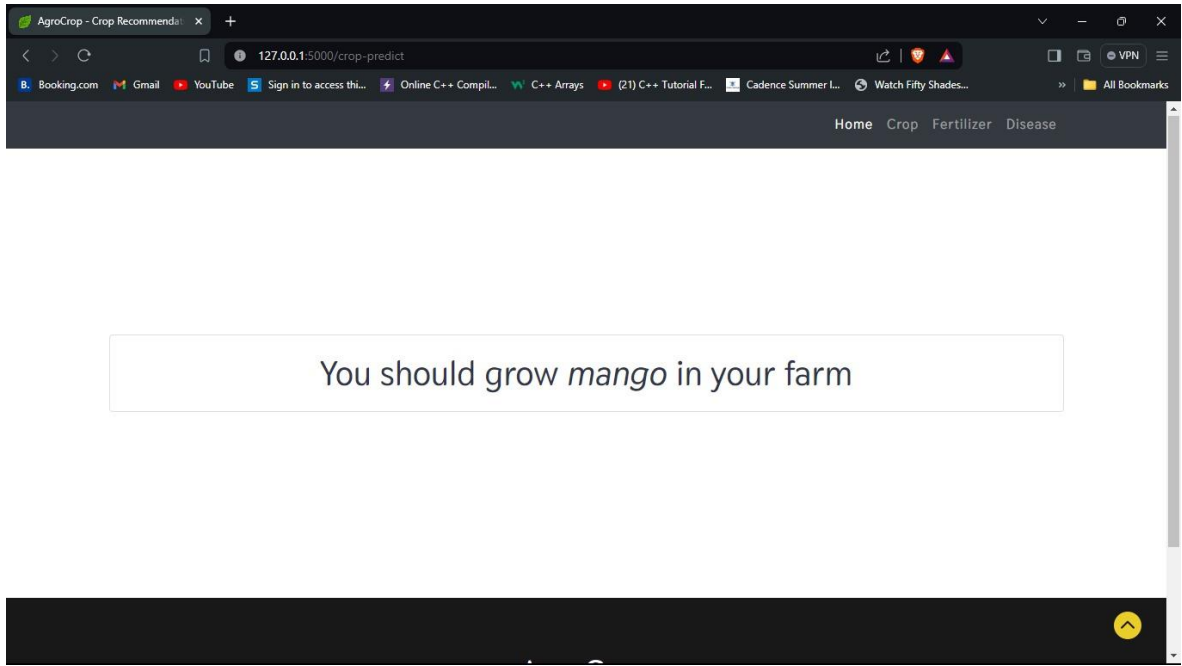 AgroCrop - Crop Recommendat
127.0.0.1:5000/crop-predict
VPN
B. Booking.com Gmail YouTube S Sign in to access thi... Online C++ Compil... C++ Arrays (21) C++ Tutorial F... Cadence Summer I... Watch Fifty Shades... » All Bookmarks
Home Crop Fertilizer Disease
You should grow mango in your farm